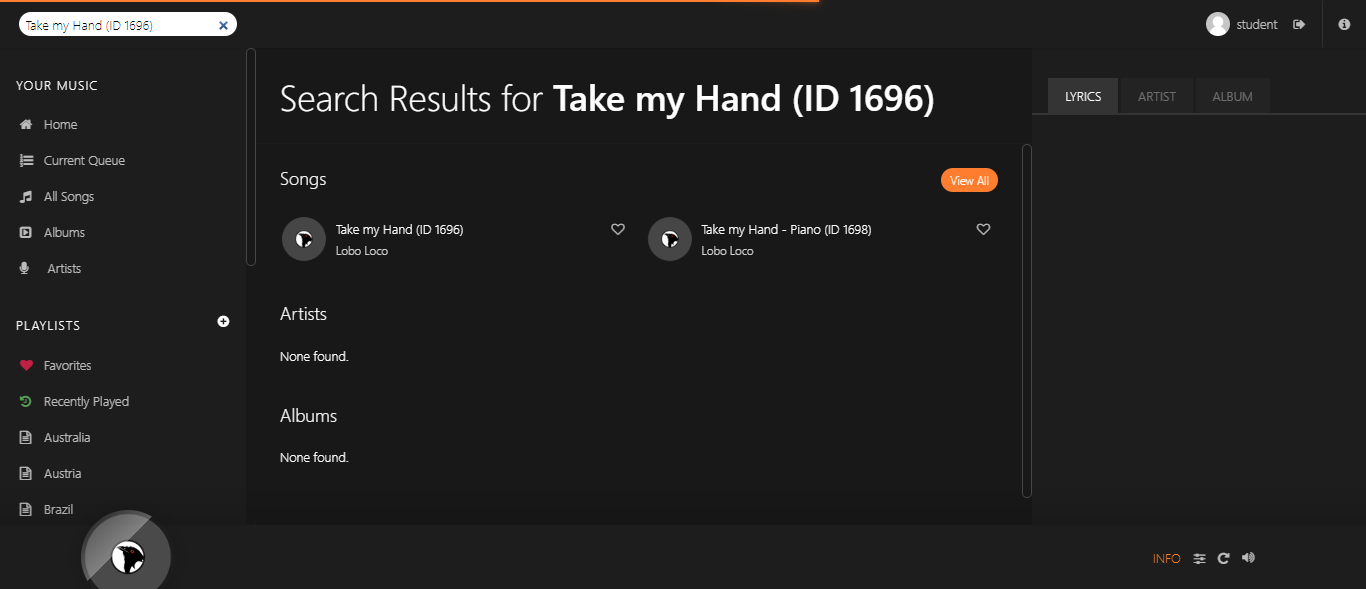 Take my Hand (ID 1696)
student
YOUR MUSIC
Home
Current Queue
All Songs
Albums
Artists
PLAYLISTS
Favorites
Recently Played
Australia
Austria
Brazil
Search Results for Take my Hand (ID 1696)
Songs
View All
Take my Hand (ID 1696)
Lobo Loco
Take my Hand - Piano (ID 1698)
Lobo Loco
Artists
None found.
Albums
None found.
LYRICS
ARTIST
ALBUM
INFO